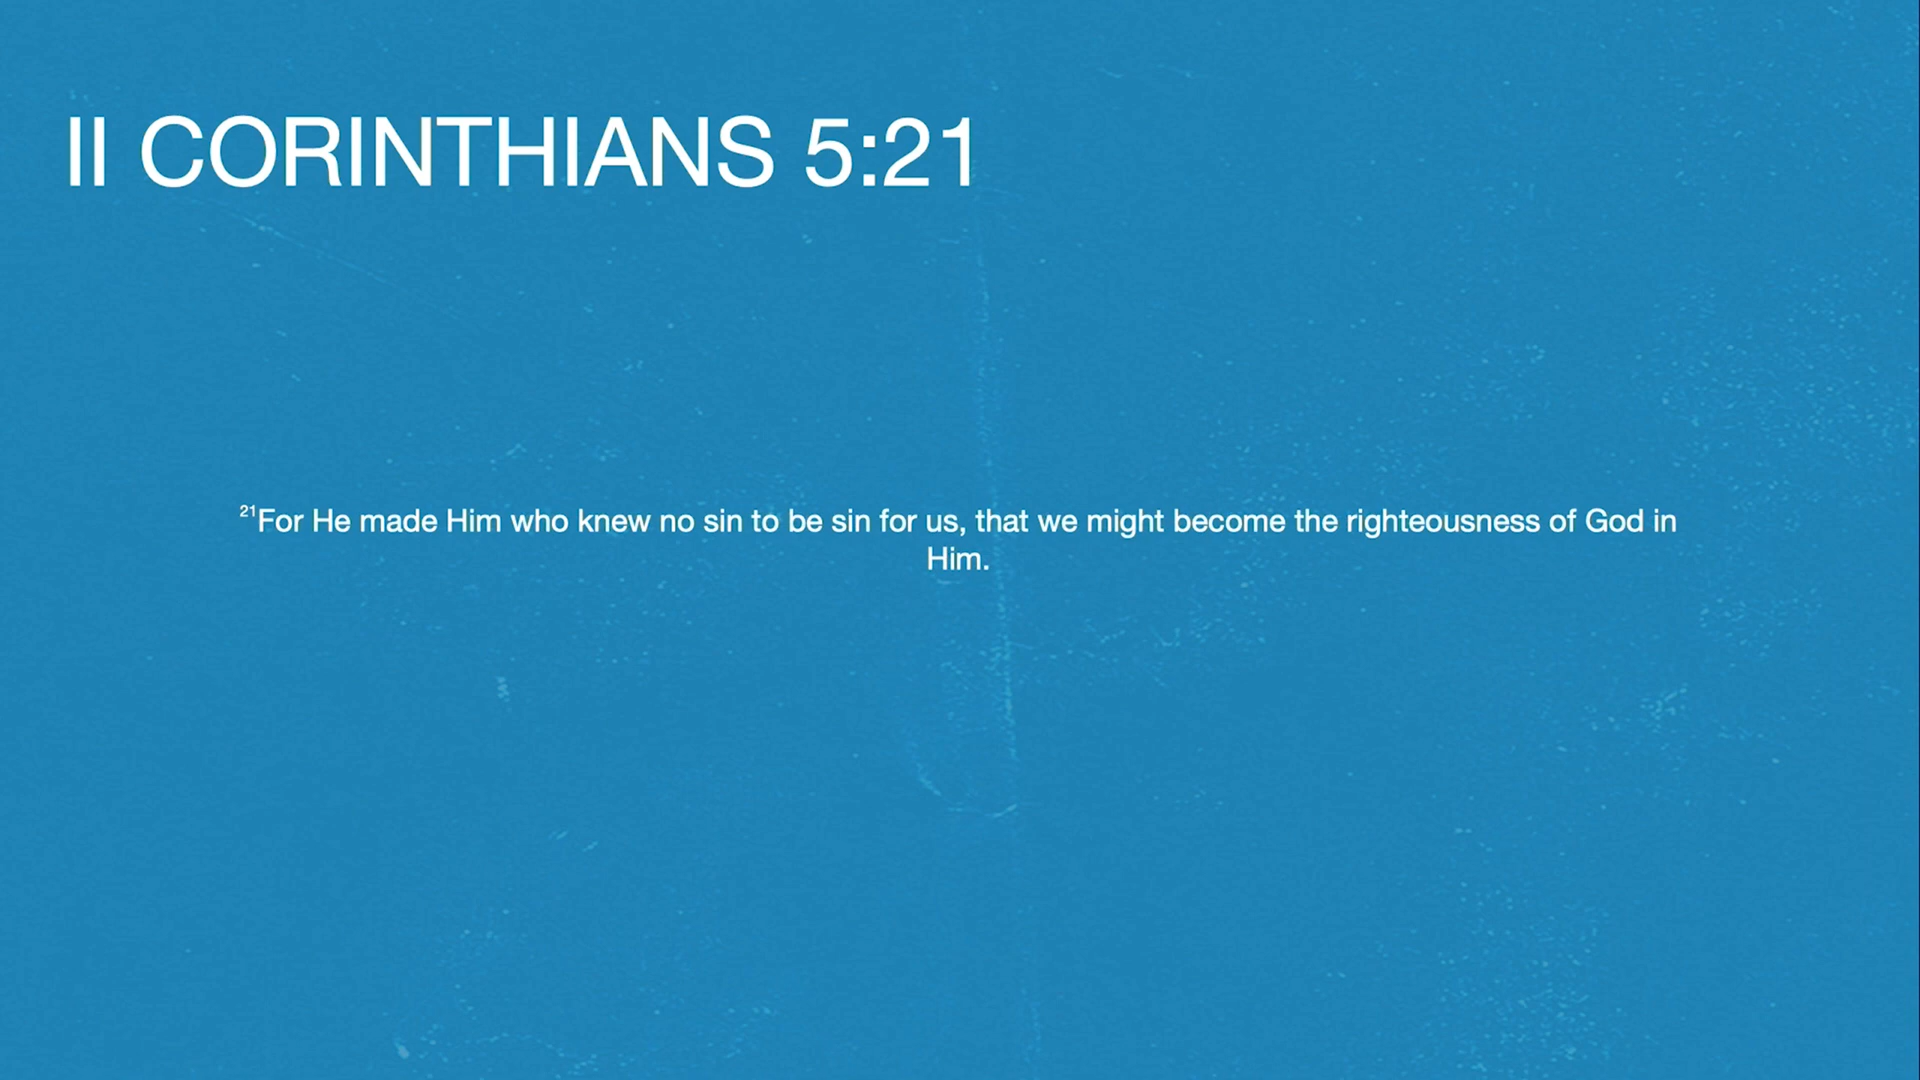 II CORINTHIANS 5:21
21For He made Him who knew no sin to be sin for us, that we might become the righteousness of God in
Him.